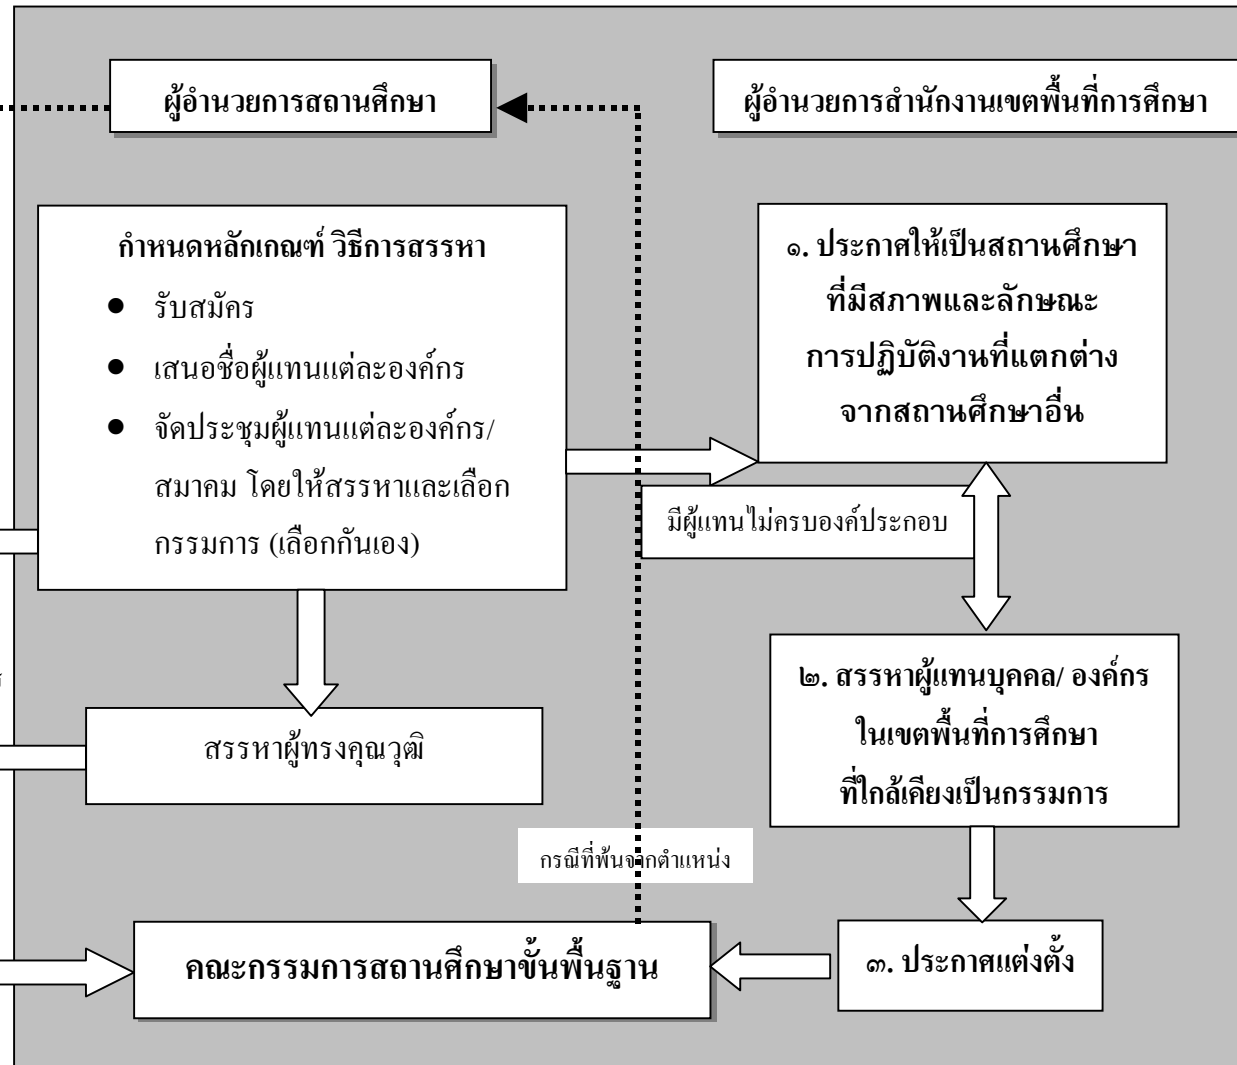 ผู้อำนวยการสถานศึกษา
ผู้อำนวยการสำนักงานเขตพื้นที่การศึกษา
กำหนดหลักเกณฑ์ วิธีการสรรหา
● รับสมัคร
● เสนอชื่อผู้แทนแต่ละองค์กร
● จัดประชุมผู้แทนแต่ละองค์กร/
สมาคม โดยให้สรรหาและเลือก
กรรมการ (เลือกกันเอง)
๑. ประกาศให้เป็นสถานศึกษา
ที่มีสภาพและลักษณะ
การปฏิบัติงานที่แตกต่าง
จากสถานศึกษาอื่น
มีผู้แทนไม่ครบองค์ประกอบ
๒. สรรหาผู้แทนบุคคล/ องค์กร
ในเขตพื้นที่การศึกษา
ที่ใกล้เคียงเป็นกรรมการ
สรรหาผู้ทรงคุณวุฒิ
กรณีที่พ้นจากตำแหน่ง
คณะกรรมการสถานศึกษาขั้นพื้นฐาน
๓. ประกาศแต่งตั้ง